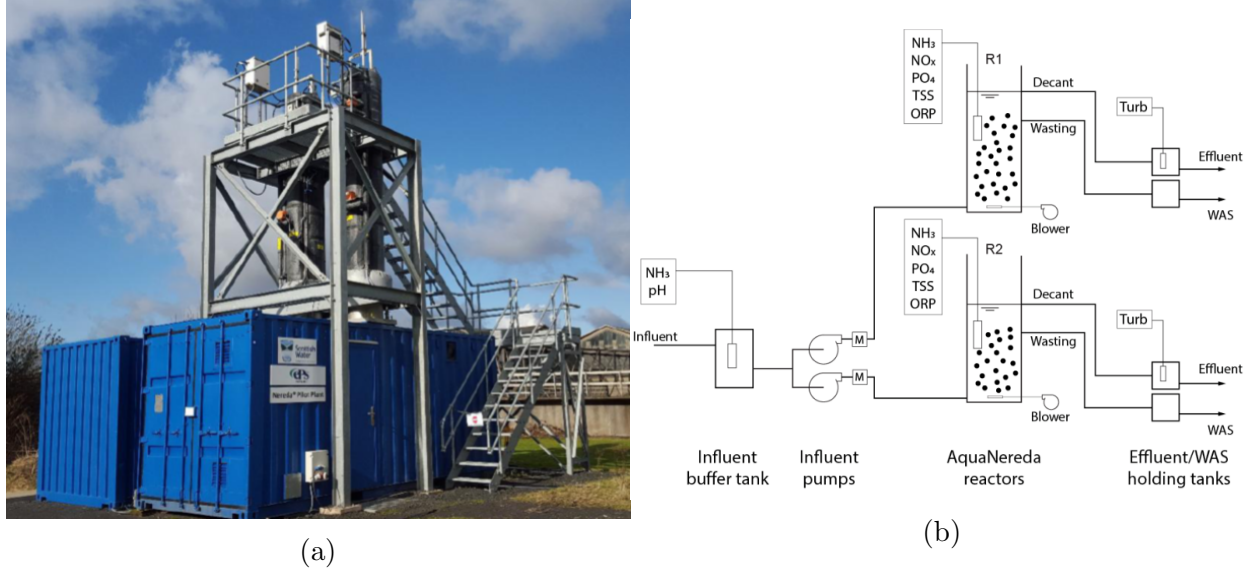 Scottish
Water
eps
Nereda® Pilot Plant
(a)
NH₃
NOₓ
PO₄
TSS
ORP
R1
Decant
Wasting
Turb
Effluent
WAS
Blower
NH₃
NOₓ
PO₄
TSS
ORP
R2
Decant
Wasting
Turb
Effluent
WAS
Blower
NH₃
pH
Influent
M
M
Influent
buffer tank
Influent
pumps
AquaNereda
reactors
Effluent/WAS
holding tanks
(b)